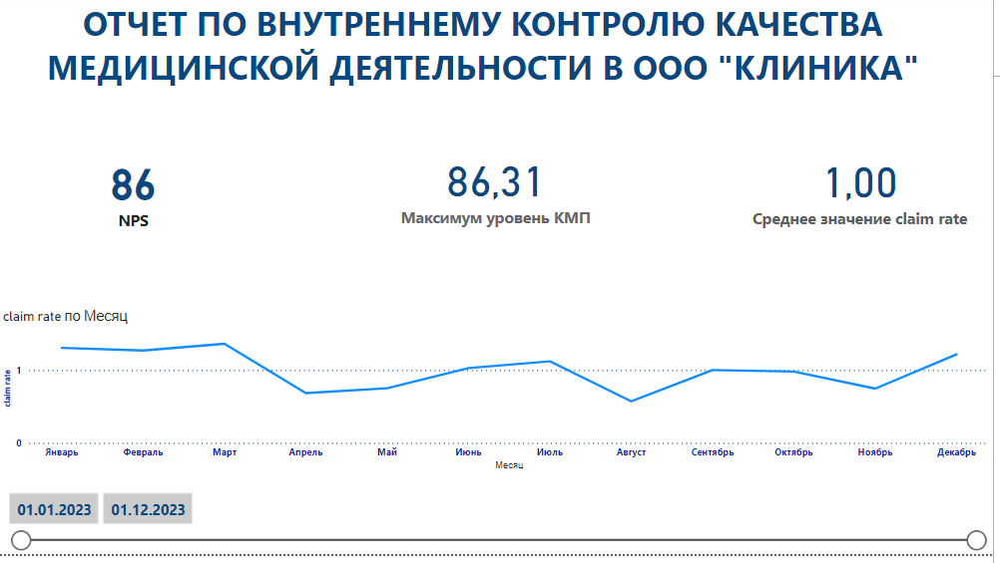 ОТЧЕТ ПО ВНУТРЕННЕМУ КОНТРОЛЮ КАЧЕСТВА
МЕДИЦИНСКОЙ ДЕЯТЕЛЬНОСТИ В ООО "КЛИНИКА"
86
NPS
86,31
Максимум уровень КМП
1,00
Среднее значение claim rate
claim rate по Месяц
claim rate
1
0
Январь Февраль Март Апрель Май Июнь Июль Август Сентябрь Октябрь Ноябрь Декабрь
Месяц
01.01.2023 01.12.2023